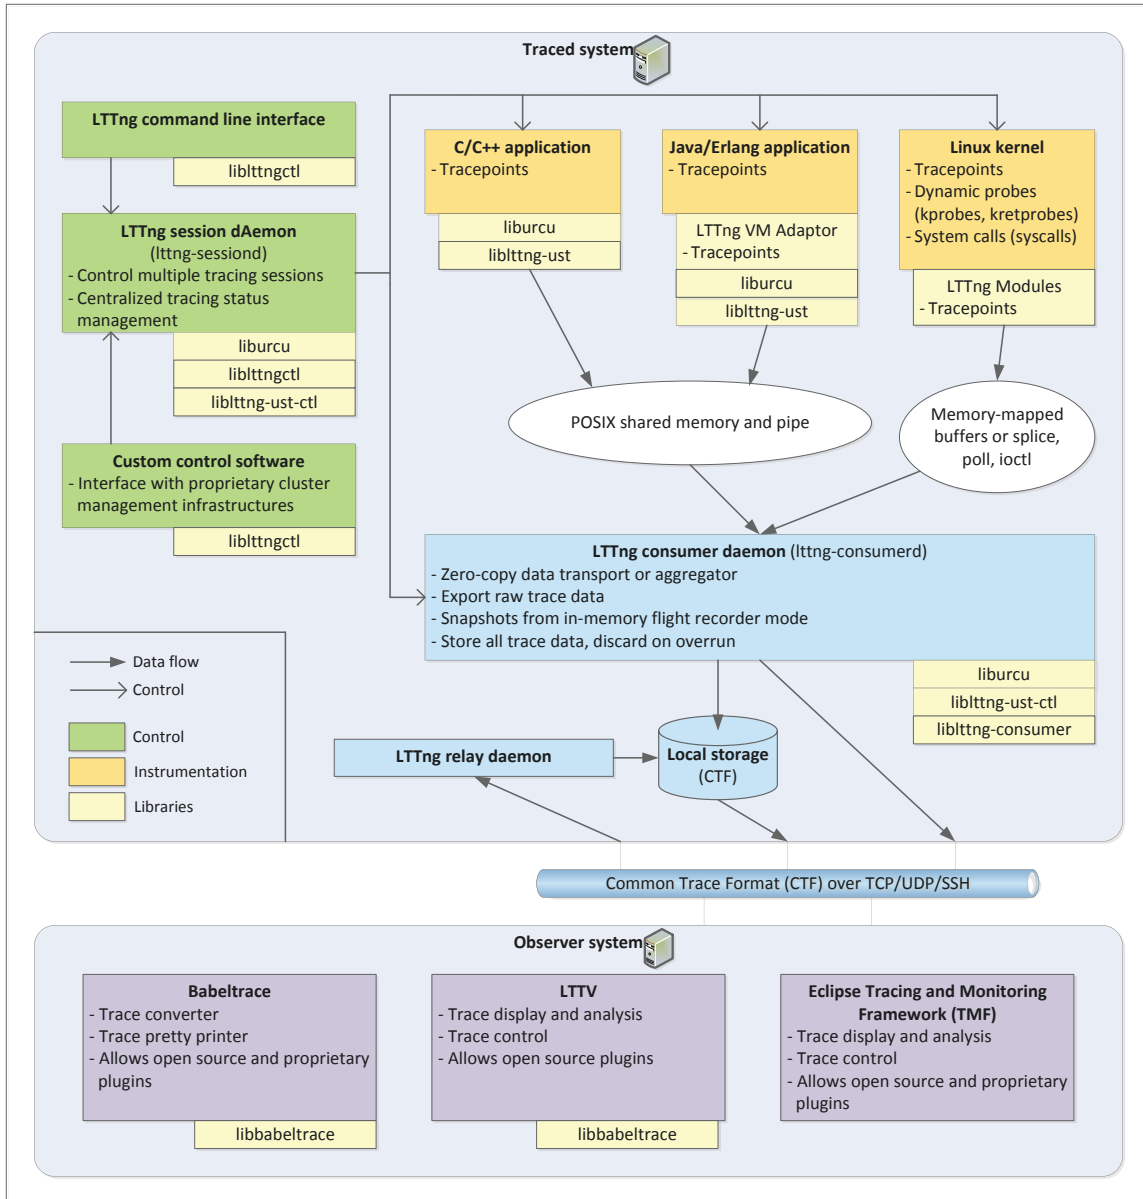 Traced system
LTTng command line interface
liblttngctl
LTTng session dAemon
(lttng-sessiond)
- Control multiple tracing sessions
- Centralized tracing status
management
liburcu
liblttngctl
liblttng-ust-ctl
Custom control software
- Interface with proprietary cluster
management infrastructures
liblttngctl
C/C++ application
- Tracepoints
liburcu
liblttng-ust
Java/Erlang application
- Tracepoints
LTTng VM Adaptor
- Tracepoints
liburcu
liblttng-ust
Linux kernel
- Tracepoints
- Dynamic probes
(kprobes, kretprobes)
- System calls (syscalls)
LTTng Modules
- Tracepoints
POSIX shared memory and pipe
Memory-mapped
buffers or splice,
poll, ioctl
LTTng consumer daemon (lttng-consumerd)
- Zero-copy data transport or aggregator
- Export raw trace data
- Snapshots from in-memory flight recorder mode
- Store all trace data, discard on overrun
liburcu
liblttng-ust-ctl
liblttng-consumer
Data flow
Control
Control
Instrumentation
Libraries
LTTng relay daemon
Local storage
(CTF)
Common Trace Format (CTF) over TCP/UDP/SSH
Observer system
Babeltrace
- Trace converter
- Trace pretty printer
- Allows open source and proprietary
plugins
libbabeltrace
LTTV
- Trace display and analysis
- Trace control
- Allows open source plugins
libbabeltrace
Eclipse Tracing and Monitoring
Framework (TMF)
- Trace display and analysis
- Trace control
- Allows open source and proprietary
plugins